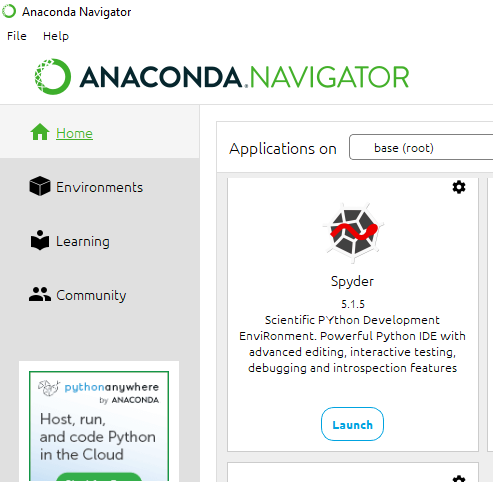 Anaconda Navigator
File Help
ANACONDA.NAVIGATOR
Home
Applications on base (root)
Environments
Learning
Community
Spyder
5.1.5
Scientific PYthon Development
EnviRonment. Powerful Python IDE with
advanced editing, interactive testing,
debugging and introspection features
Launch
pythonanywhere
by ANACONDA
Host, run,
and code Python
in the Cloud